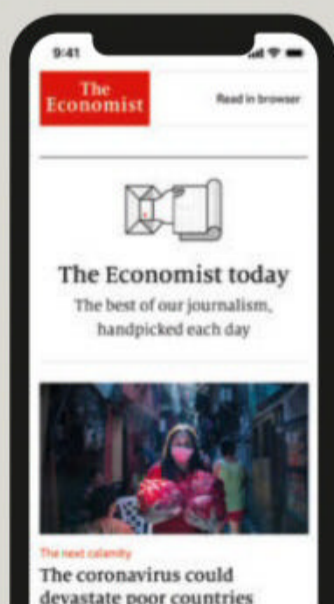 9:41
The
Economist
Read in browser
The Economist today
The best of our journalism,
handpicked each day
The next calamity
The coronavirus could
devastate poor countries